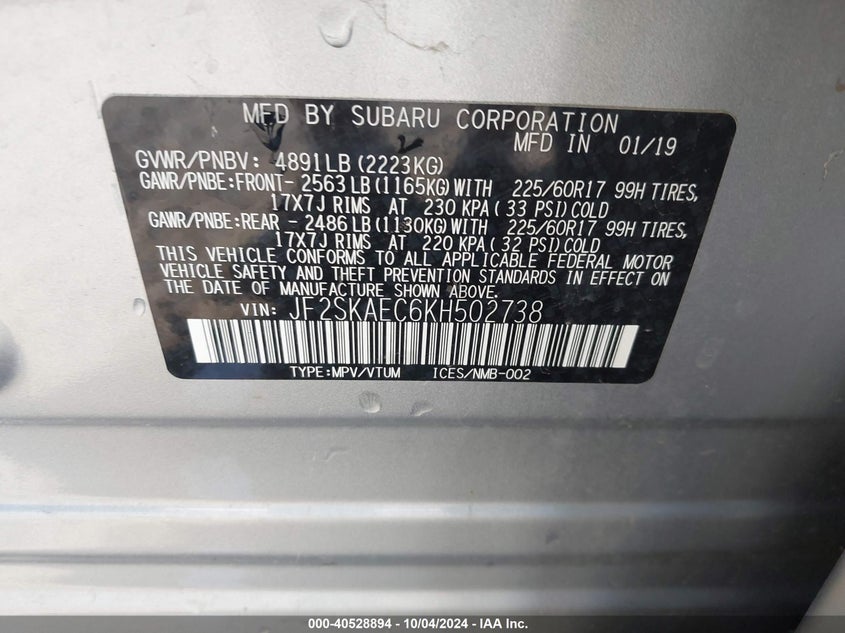 MFD BY SUBARU CORPORATION
MFD IN 01/19
GVWR/PNBV: 4891LB(2223KG)
GAWR/PNBE:FRONT- 2563LB(1165KG)WITH 225/60R17 99H TIRES,
17X7J RIMS AT 230 KPA(33 PSI)COLD
GAWR/PNBE:REAR - 2486LB(1130KG)WITH 225/60R17 99H TIRES,
17X7J RIMS AT 220 KPA(32 PSI)COLD
THIS VEHICLE CONFORMS TO ALL APPLICABLE FEDERAL MOTOR
VEHICLE SAFETY AND THEFT PREVENTION STANDARDS IN EFFECT ON
THE DATE OF MANUFACTURE SHOWN ABOVE.
VIN: JF2SKAEC6KH502738
TYPE:MPV/VTUM ICES/NMB-002
000-40528894 - 10/04/2024 - IAA Inc.